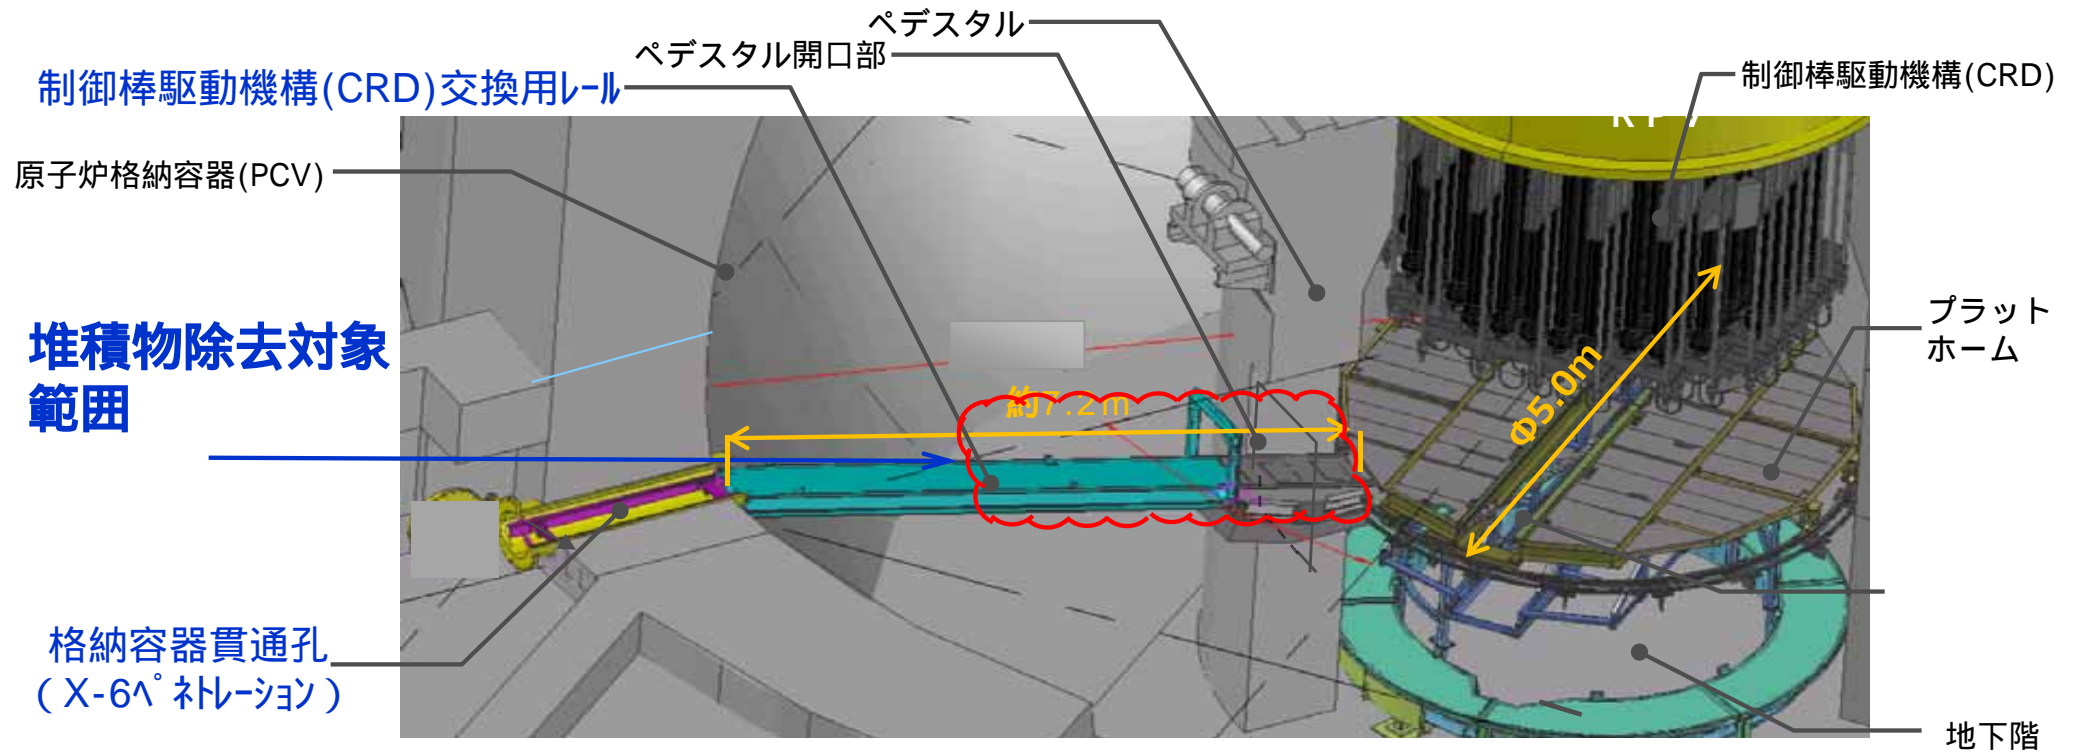 ペデスタル
ペデスタル開口部
制御棒駆動機構(CRD)交換用ﾚｰﾙ
制御棒駆動機構(CRD)
RPV
原子炉格納容器(PCV)
堆積物除去対象
範囲
プラット
ホーム
約7.2m
Φ5.0m
格納容器貫通孔
(X-6ﾍﾟﾈﾄﾚｰｼｮﾝ)
地下階